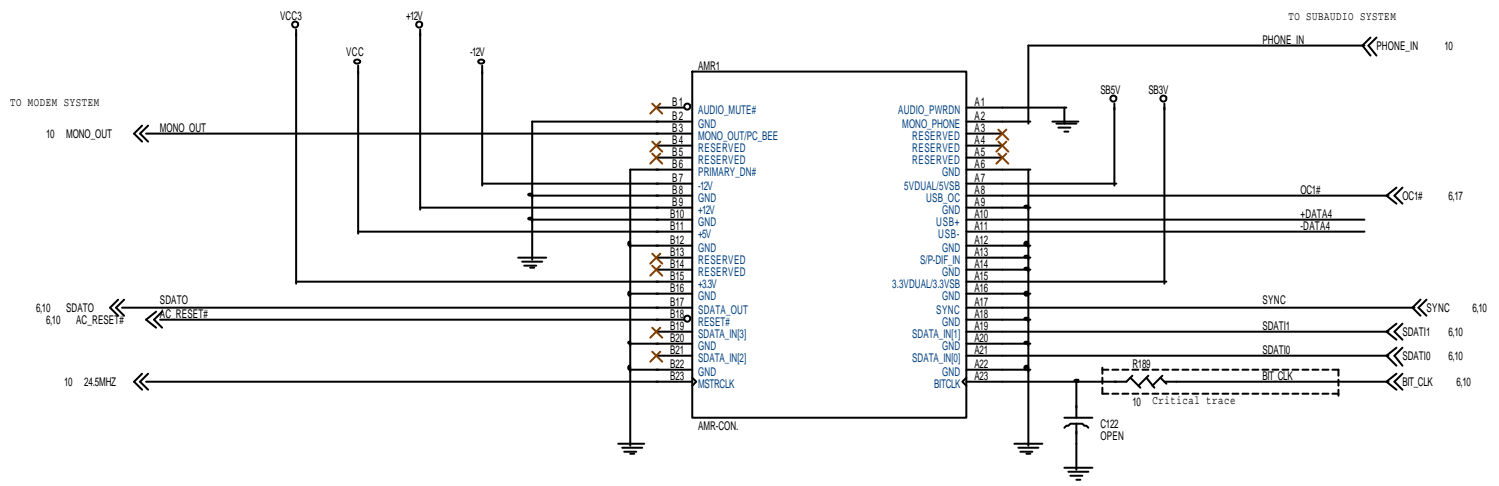 TO SUBAUDIO SYSTEM
VCC3
+12V
VCC
-12V
PHONE_IN
PHONE_IN 10
AMR1
SB5V
SB3V
TO MODEM SYSTEM
10 MONO_OUT
MONO_OUT
B1 AUDIO_MUTE#
B2 GND
B3 MONO_OUT/PC_BEE
B4 RESERVED
B5 RESERVED
B6 PRIMARY_DN#
B7 -12V
B8 GND
B9 +12V
B10 GND
B11 +5V
B12 GND
B13 RESERVED
B14 RESERVED
B15 +3.3V
B16 GND
B17 SDATA_OUT
B18 RESET#
B19 SDATA_IN[3]
B20 GND
B21 SDATA_IN[2]
B22 GND
B23 MSTRCLK
AUDIO_PWRDN A1
MONO_PHONE A2
RESERVED A3
RESERVED A4
RESERVED A5
GND A6
5VDUAL/5VSB A7
USB_OC A8
GND A9
USB+ A10
USB- A11
GND A12
S/P-DIF_IN A13
GND A14
3.3VDUAL/3.3VSB A15
GND A16
SYNC A17
GND A18
SDATA_IN[1] A19
GND A20
SDATA_IN[0] A21
GND A22
BITCLK A23
OC1#
OC1# 6,17
+DATA4
-DATA4
6,10 SDATO
SDATO
6,10 AC_RESET#
AC_RESET#
SYNC
SYNC 6,10
SDATI1
SDATI1 6,10
SDATI0
SDATI0 6,10
10 24.5MHZ
R189
BIT_CLK
BIT_CLK 6,10
10 Critical trace
AMR-CON.
C122
OPEN